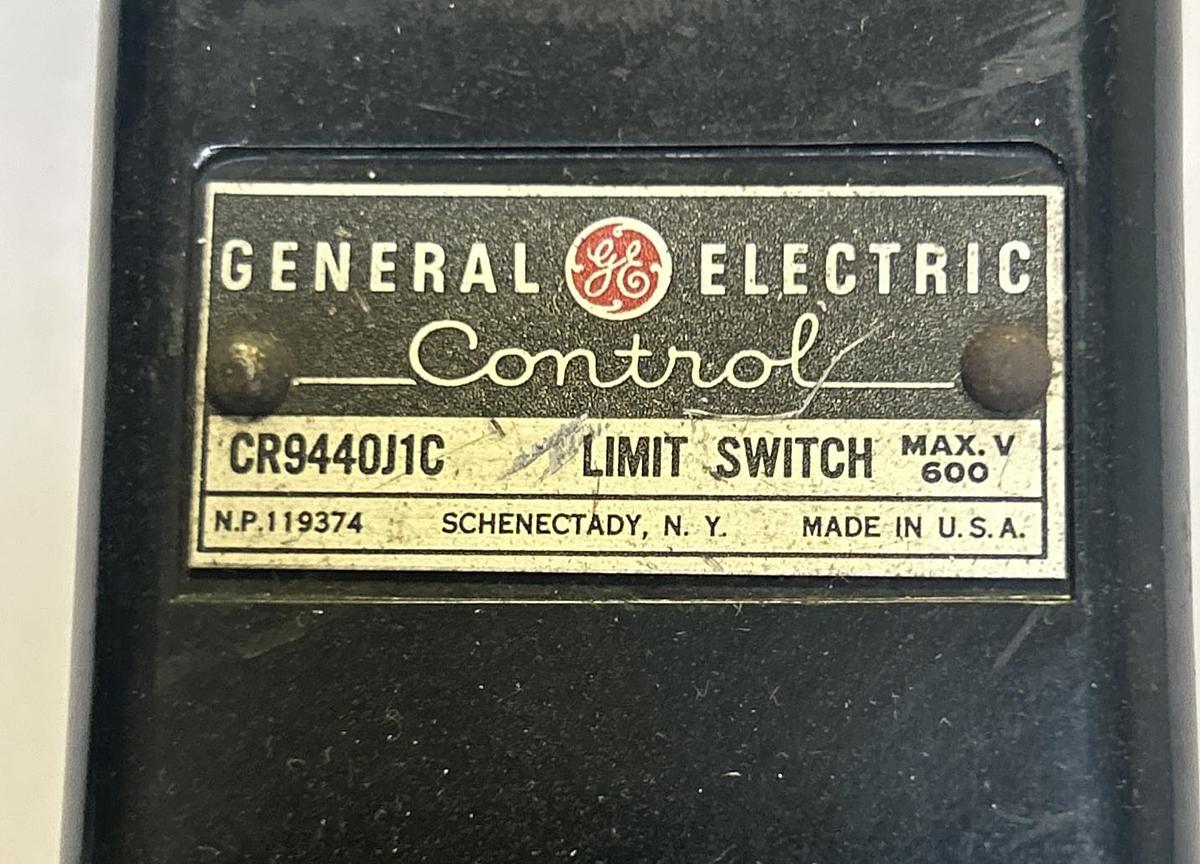 GENERAL GE ELECTRIC
Control
CR9440J1C LIMIT SWITCH MAX. V
600
N.P.119374 SCHENECTADY, N. Y. MADE IN U.S.A.